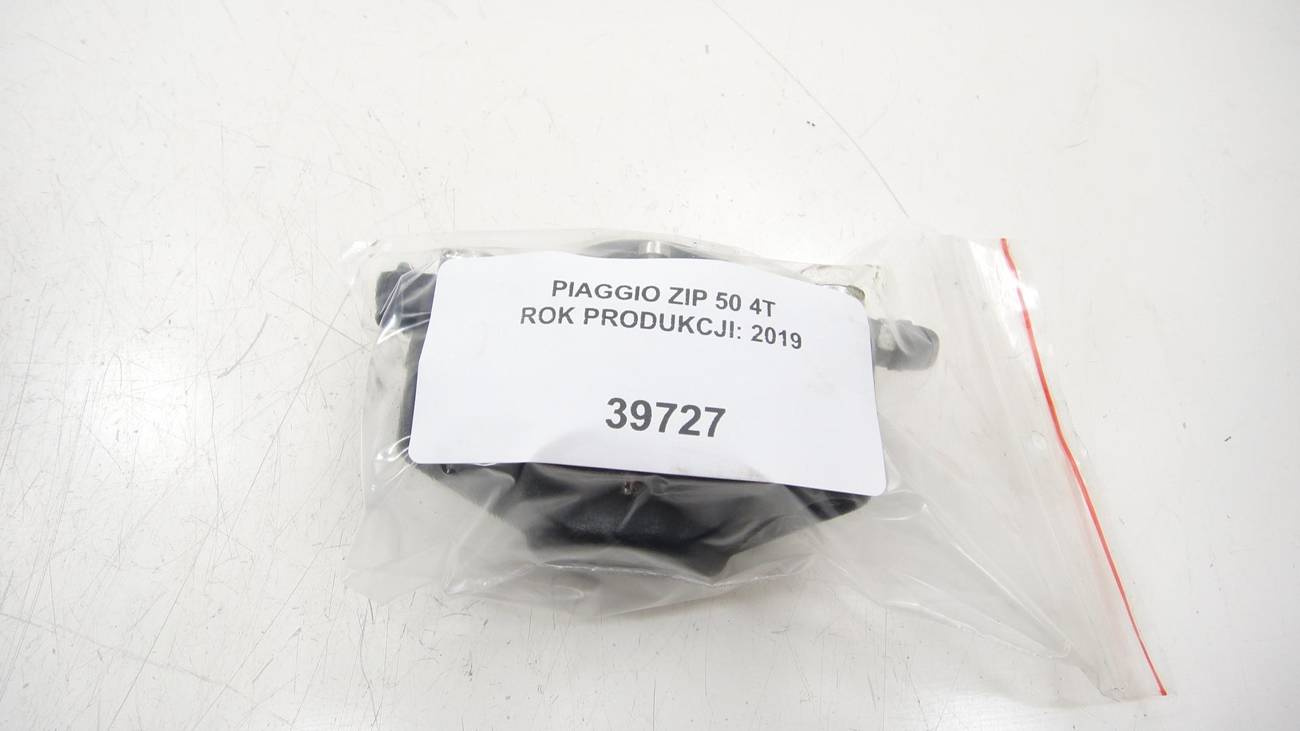 PIAGGIO ZIP 50 4T
ROK PRODUKCJI: 2019
39727